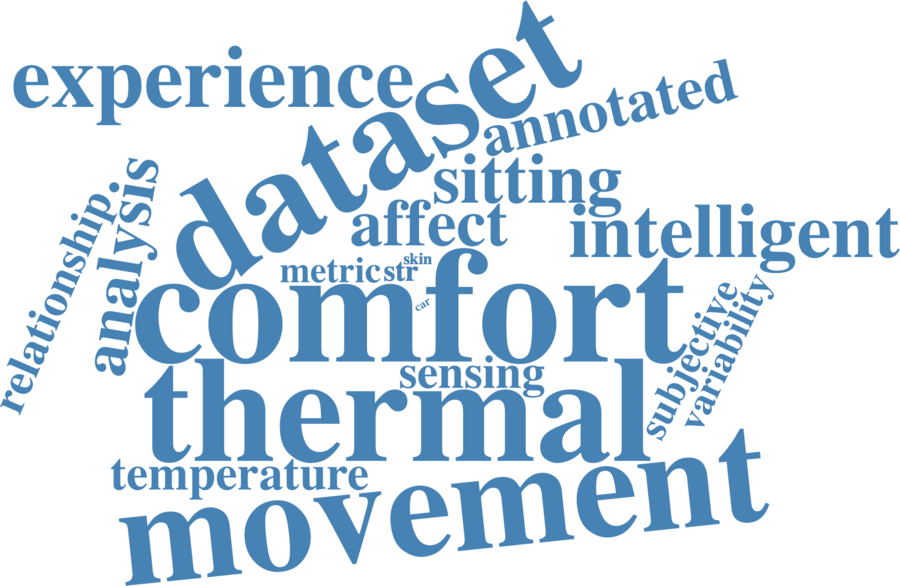 experience
dataset
annotated
sitting
affect
intelligent
relationship
analysis
metric
str
skin
comfort
car
subjective
variability
sensing
thermal
temperature
movement